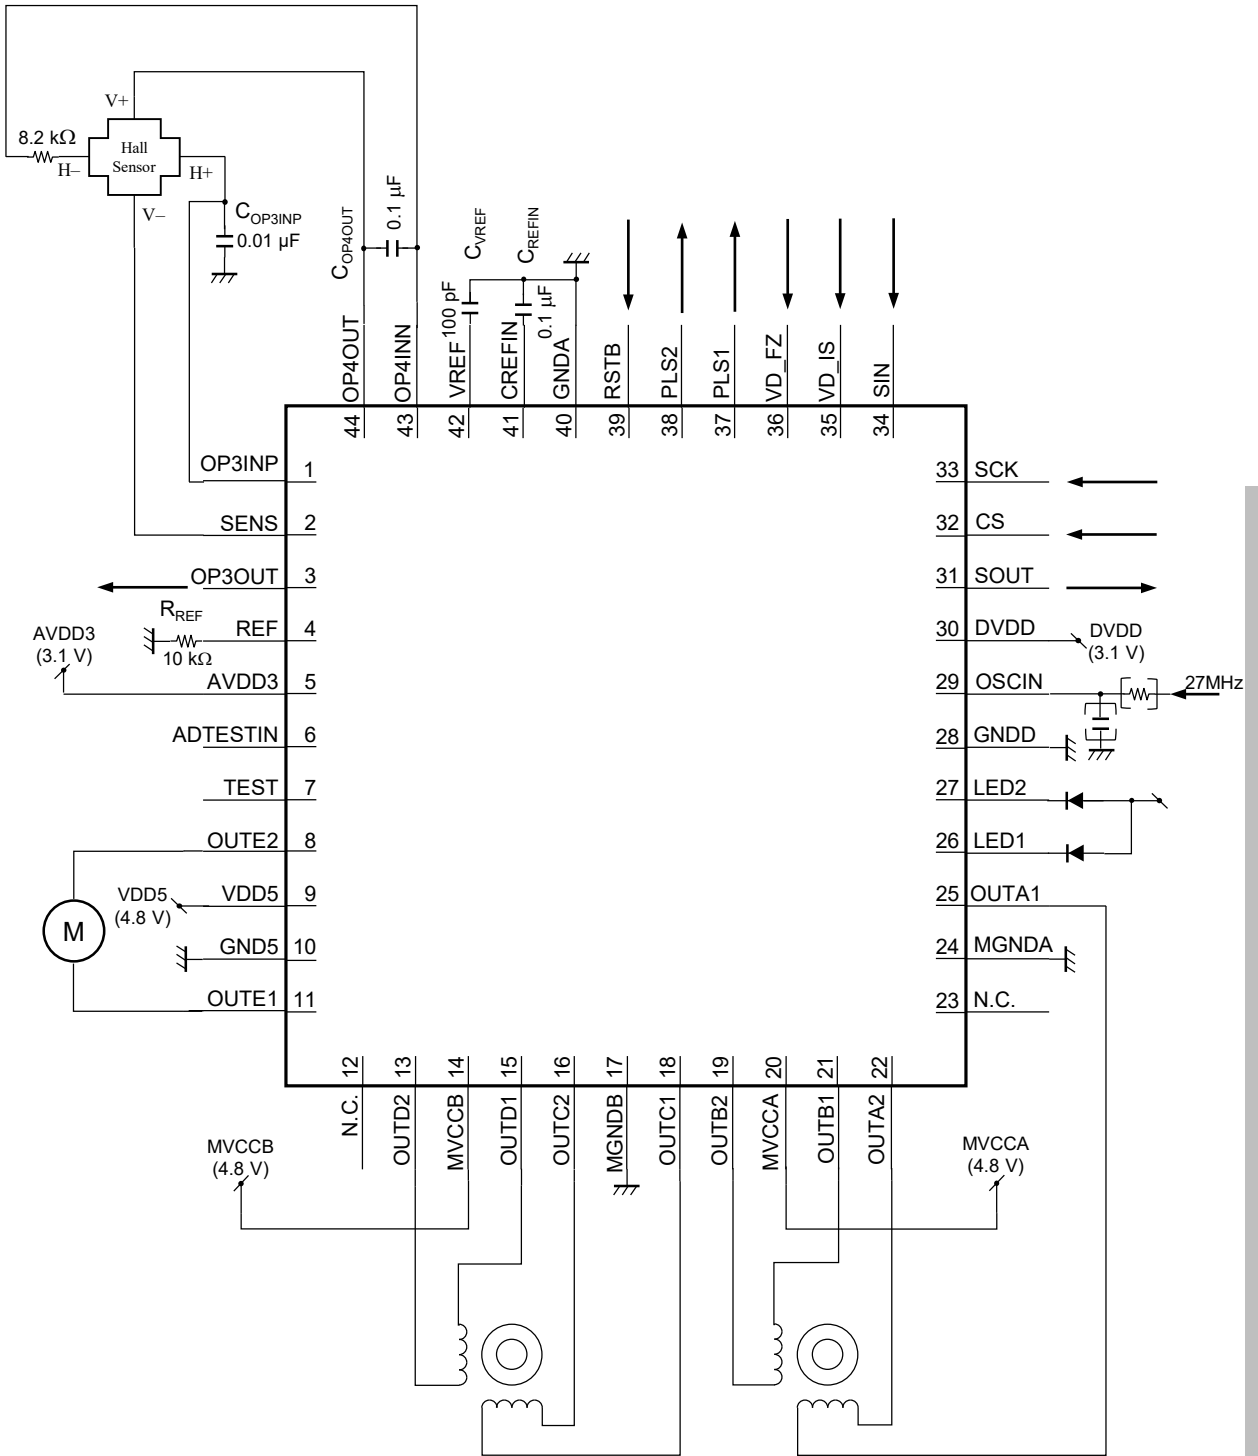 V+
8.2 kΩ
Hall
Sensor
H–
H+
V–
COP3INP
0.01 µF
COP4OUT
0.1 µF
CVREF
100 pF
CREFIN
0.1 µF
OP4OUT
OP4INN
VREF
CREFIN
GNDA
RSTB
PLS2
PLS1
VD_FZ
VD_IS
SIN
44
43
42
41
40
39
38
37
36
35
34
OP3INP 1
SENS 2
OP3OUT 3
RREF
10 kΩ
REF 4
AVDD3
(3.1 V)
AVDD3 5
ADTESTIN 6
TEST 7
OUTE2 8
VDD5
(4.8 V)
VDD5 9
M
GND5 10
OUTE1 11
33 SCK
32 CS
31 SOUT
30 DVDD
DVDD
(3.1 V)
29 OSCIN
27MHz
28 GNDD
27 LED2
26 LED1
25 OUTA1
24 MGNDA
23 N.C.
12
13
14
15
16
17
18
19
20
21
22
N.C.
OUTD2
MVCCB
OUTD1
OUTC2
MGNDB
OUTC1
OUTB2
MVCCA
OUTB1
OUTA2
MVCCB
(4.8 V)
MVCCA
(4.8 V)